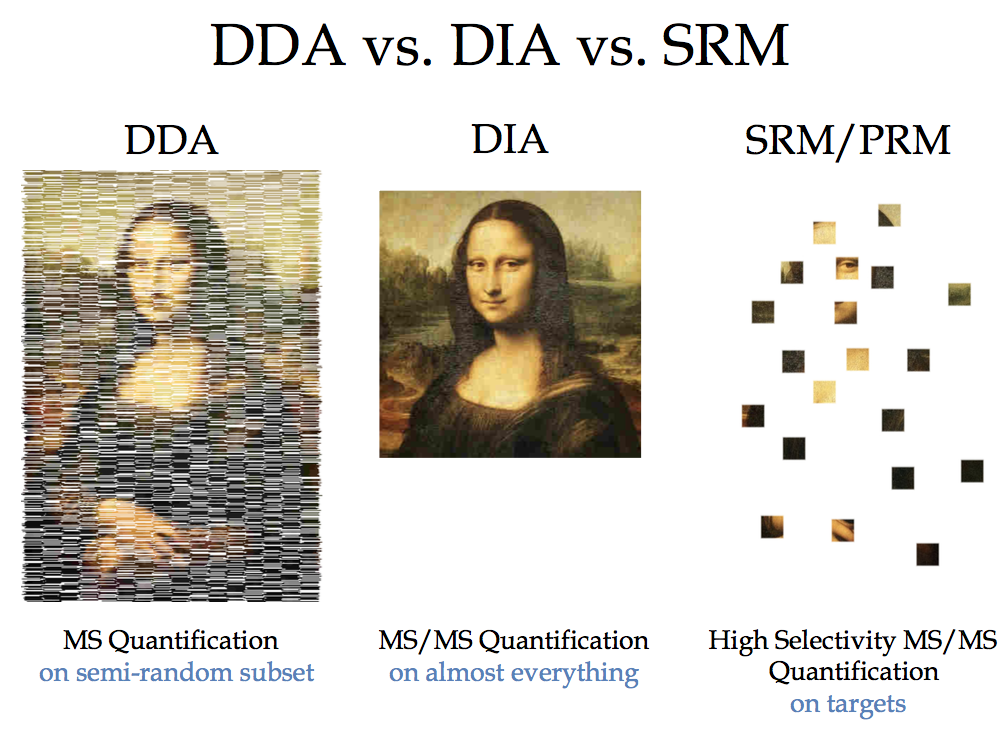 DDA vs. DIA vs. SRM
DDA
DIA
SRM/PRM
MS Quantification
on semi-random subset
MS/MS Quantification
on almost everything
High Selectivity MS/MS
Quantification
on targets